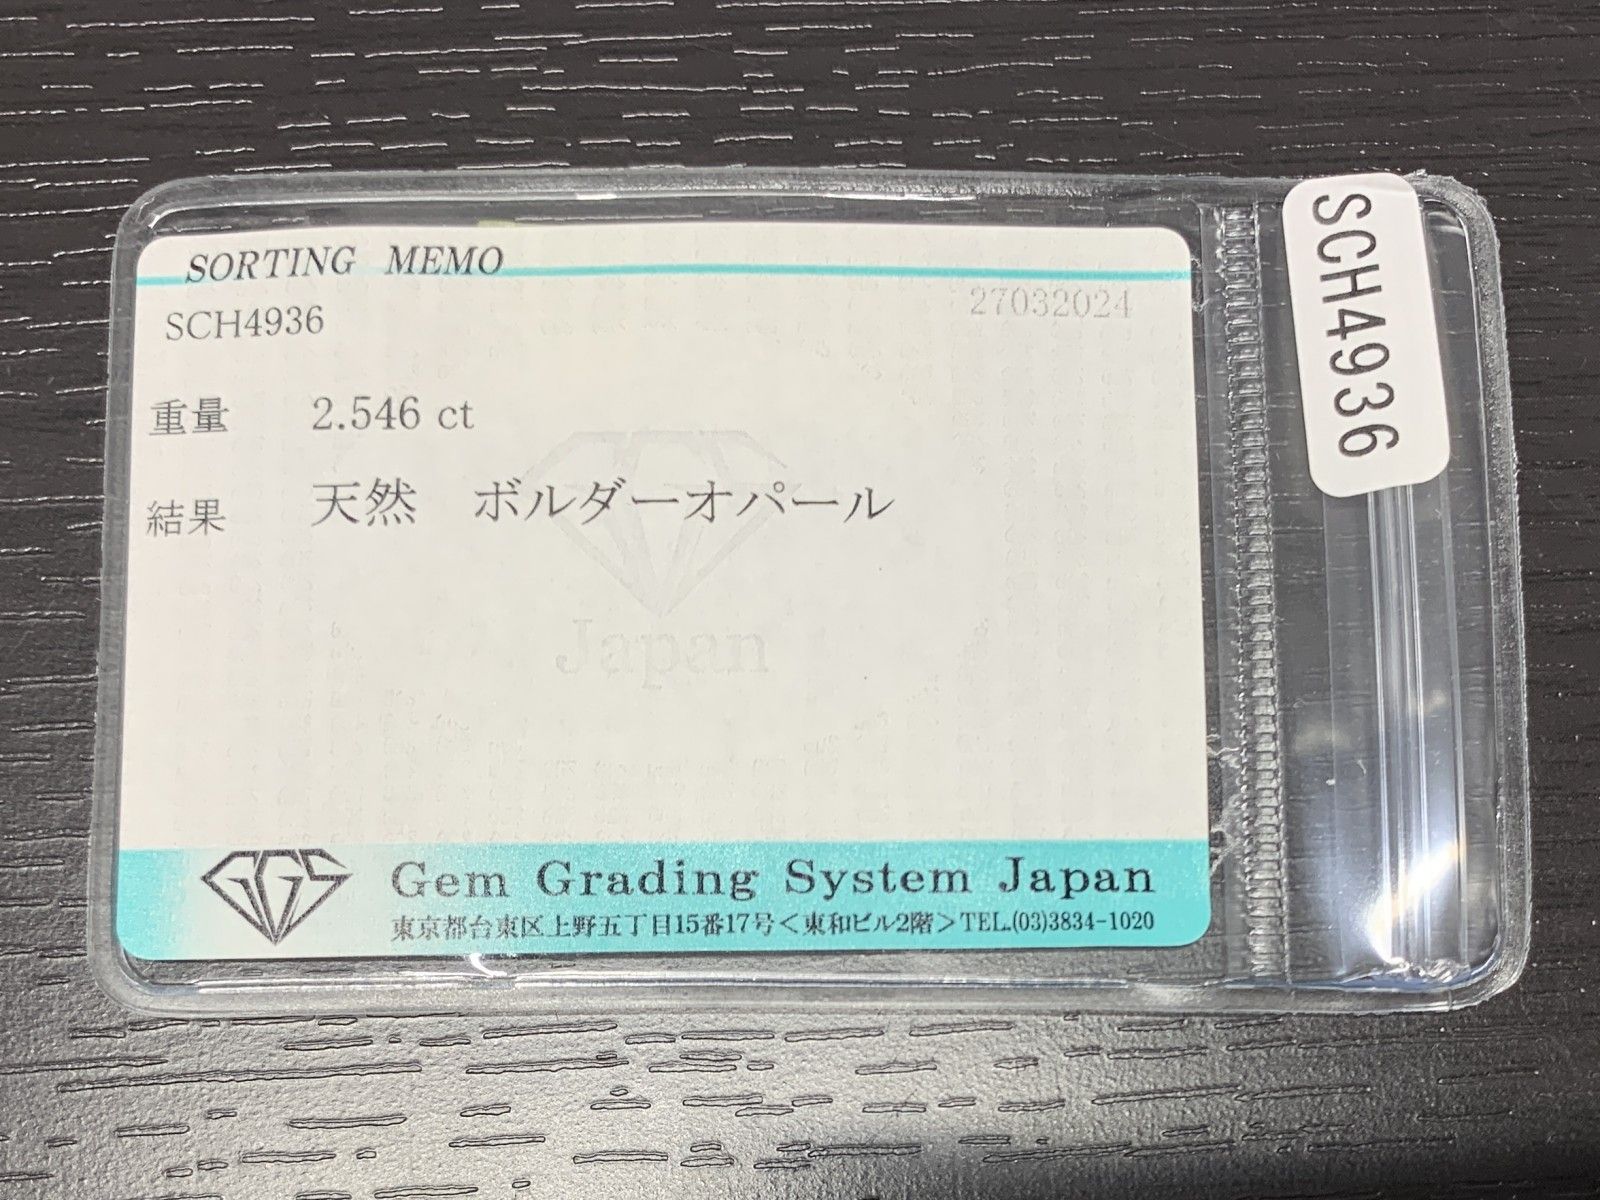 SORTING MEMO
SCH4936
27032024
重量 2.546 ct
結果 天然 ボルダーオパール
Japan
GGS
Gem Grading System Japan
東京都台東区上野五丁目15番17号<東和ビル2階>TEL.(03)3834-1020
SCH4936